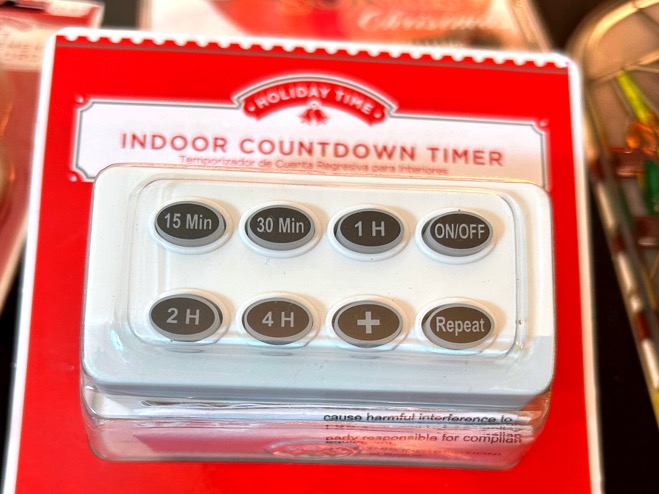 Christmas
HOLIDAY TIME
INDOOR COUNTDOWN TIMER
Temporizador de Cuenta Regresiva para Interiores
15 Min 30 Min 1 H ON/OFF
2 H 4 H + Repeat
cause harmful interference to
party responsible for complian